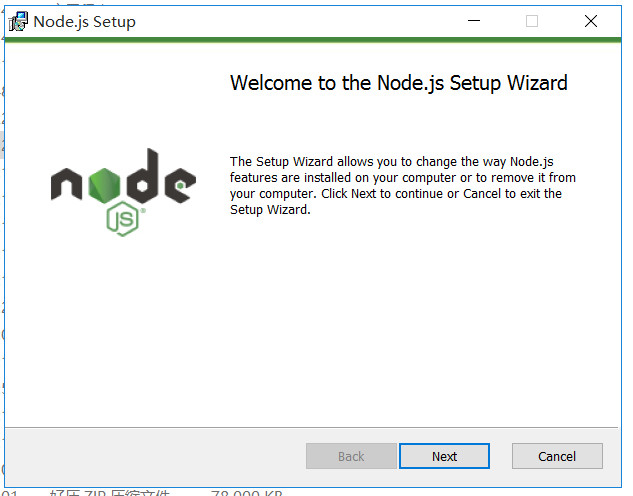 Node.js Setup
Welcome to the Node.js Setup Wizard
node
JS®
The Setup Wizard allows you to change the way Node.js
features are installed on your computer or to remove it from
your computer. Click Next to continue or Cancel to exit the
Setup Wizard.
Back Next Cancel
01 好压 ZIP 压缩文件 78,000 KB